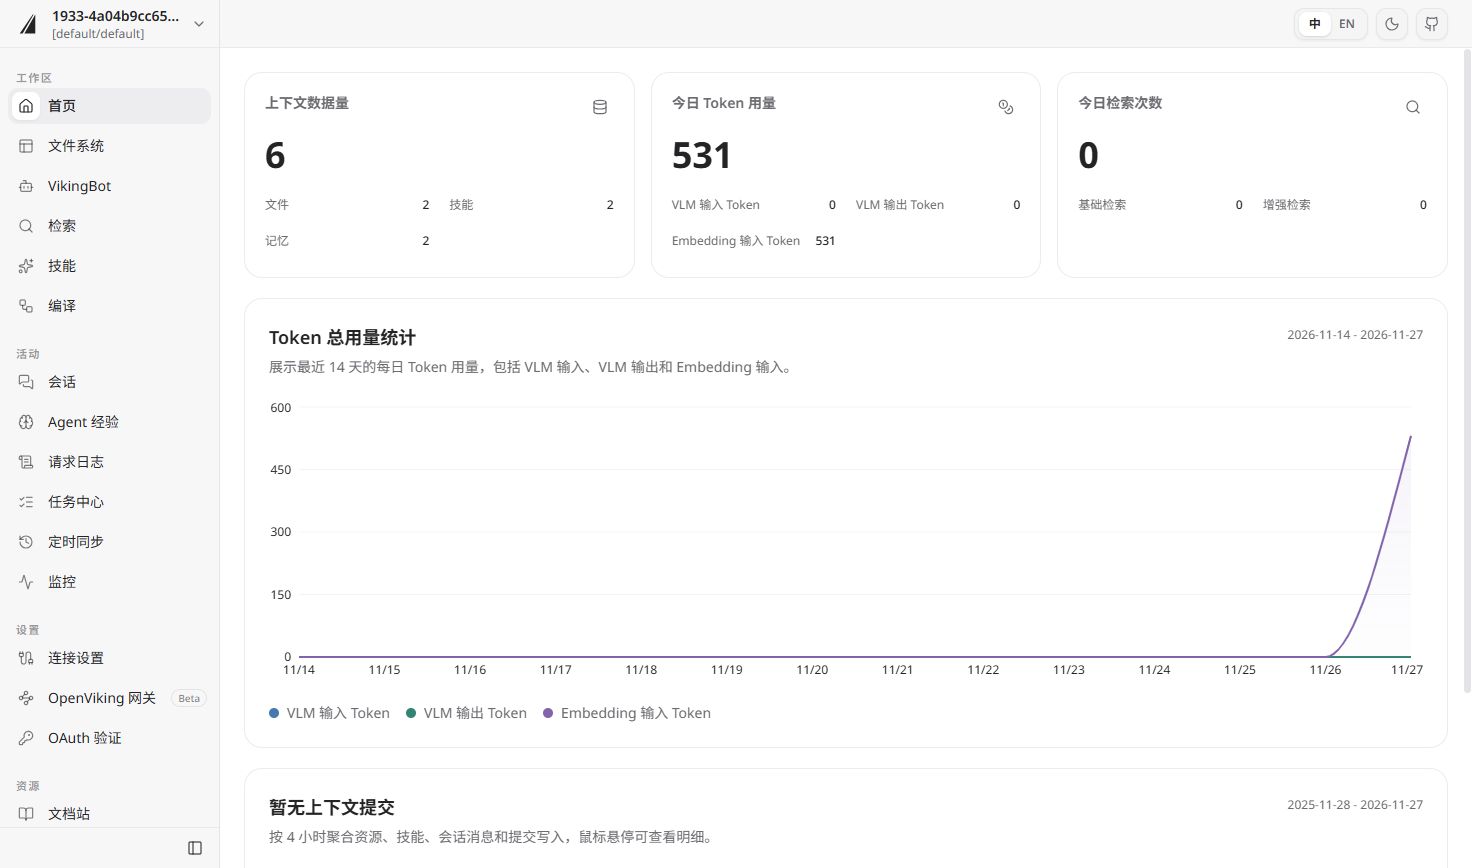 1933-4a04b9cc65...
[default/default]
中
EN
工作区
首页
文件系统
VikingBot
检索
技能
编译
活动
会话
Agent 经验
请求日志
任务中心
定时同步
监控
设置
连接设置
OpenViking 网关
Beta
OAuth 验证
资源
文档站
上下文数据量
6
文件 2 技能 2
记忆 2
今日 Token 用量
531
VLM 输入 Token 0 VLM 输出 Token 0
Embedding 输入 Token 531
今日检索次数
0
基础检索 0 增强检索 0
Token 总用量统计
2026-11-14 - 2026-11-27
展示最近 14 天的每日 Token 用量，包括 VLM 输入、VLM 输出和 Embedding 输入。
600
450
300
150
0
11/14 11/15 11/16 11/17 11/18 11/19 11/20 11/21 11/22 11/23 11/24 11/25 11/26 11/27
VLM 输入 Token VLM 输出 Token Embedding 输入 Token
暂无上下文提交
2025-11-28 - 2026-11-27
按 4 小时聚合资源、技能、会话消息和提交写入，鼠标悬停可查看明细。